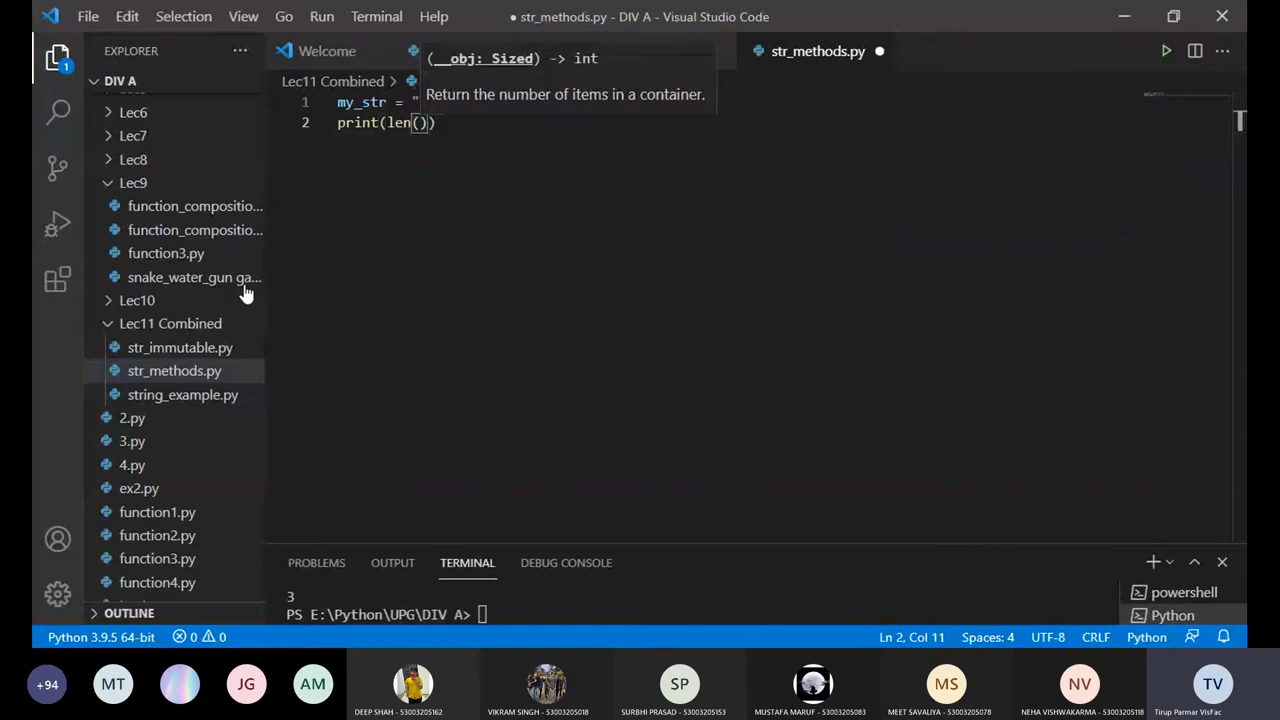 File Edit Selection View Go Run Terminal Help
● str_methods.py - DIV A - Visual Studio Code
EXPLORER
Welcome
str_methods.py
DIV A
Lec11 Combined
(__obj: Sized) -> int
Return the number of items in a container.
1 my_str = "
2 print(len())
Lec6
Lec7
Lec8
Lec9
function_compositio...
function_compositio...
function3.py
snake_water_gun ga...
Lec10
Lec11 Combined
str_immutable.py
str_methods.py
string_example.py
2.py
3.py
4.py
ex2.py
function1.py
function2.py
function3.py
function4.py
OUTLINE
1
PROBLEMS OUTPUT TERMINAL DEBUG CONSOLE
3
PS E:\Python\UPG\DIV A>
powershell
Python
Python 3.9.5 64-bit 0 0
Ln 2, Col 11 Spaces: 4 UTF-8 CRLF Python
+94 MT JG AM SP MS NV TV
DEEP SHAH - 53003205162
VIKRAM SINGH - 53003205018
SURBHI PRASAD - 53003205153
MUSTAFA MARUF - 53003205083
MEET SAVALIYA - 53003205078
NEHA VISHWAKARMA - 53003205118
Tirup Parmar VisFac